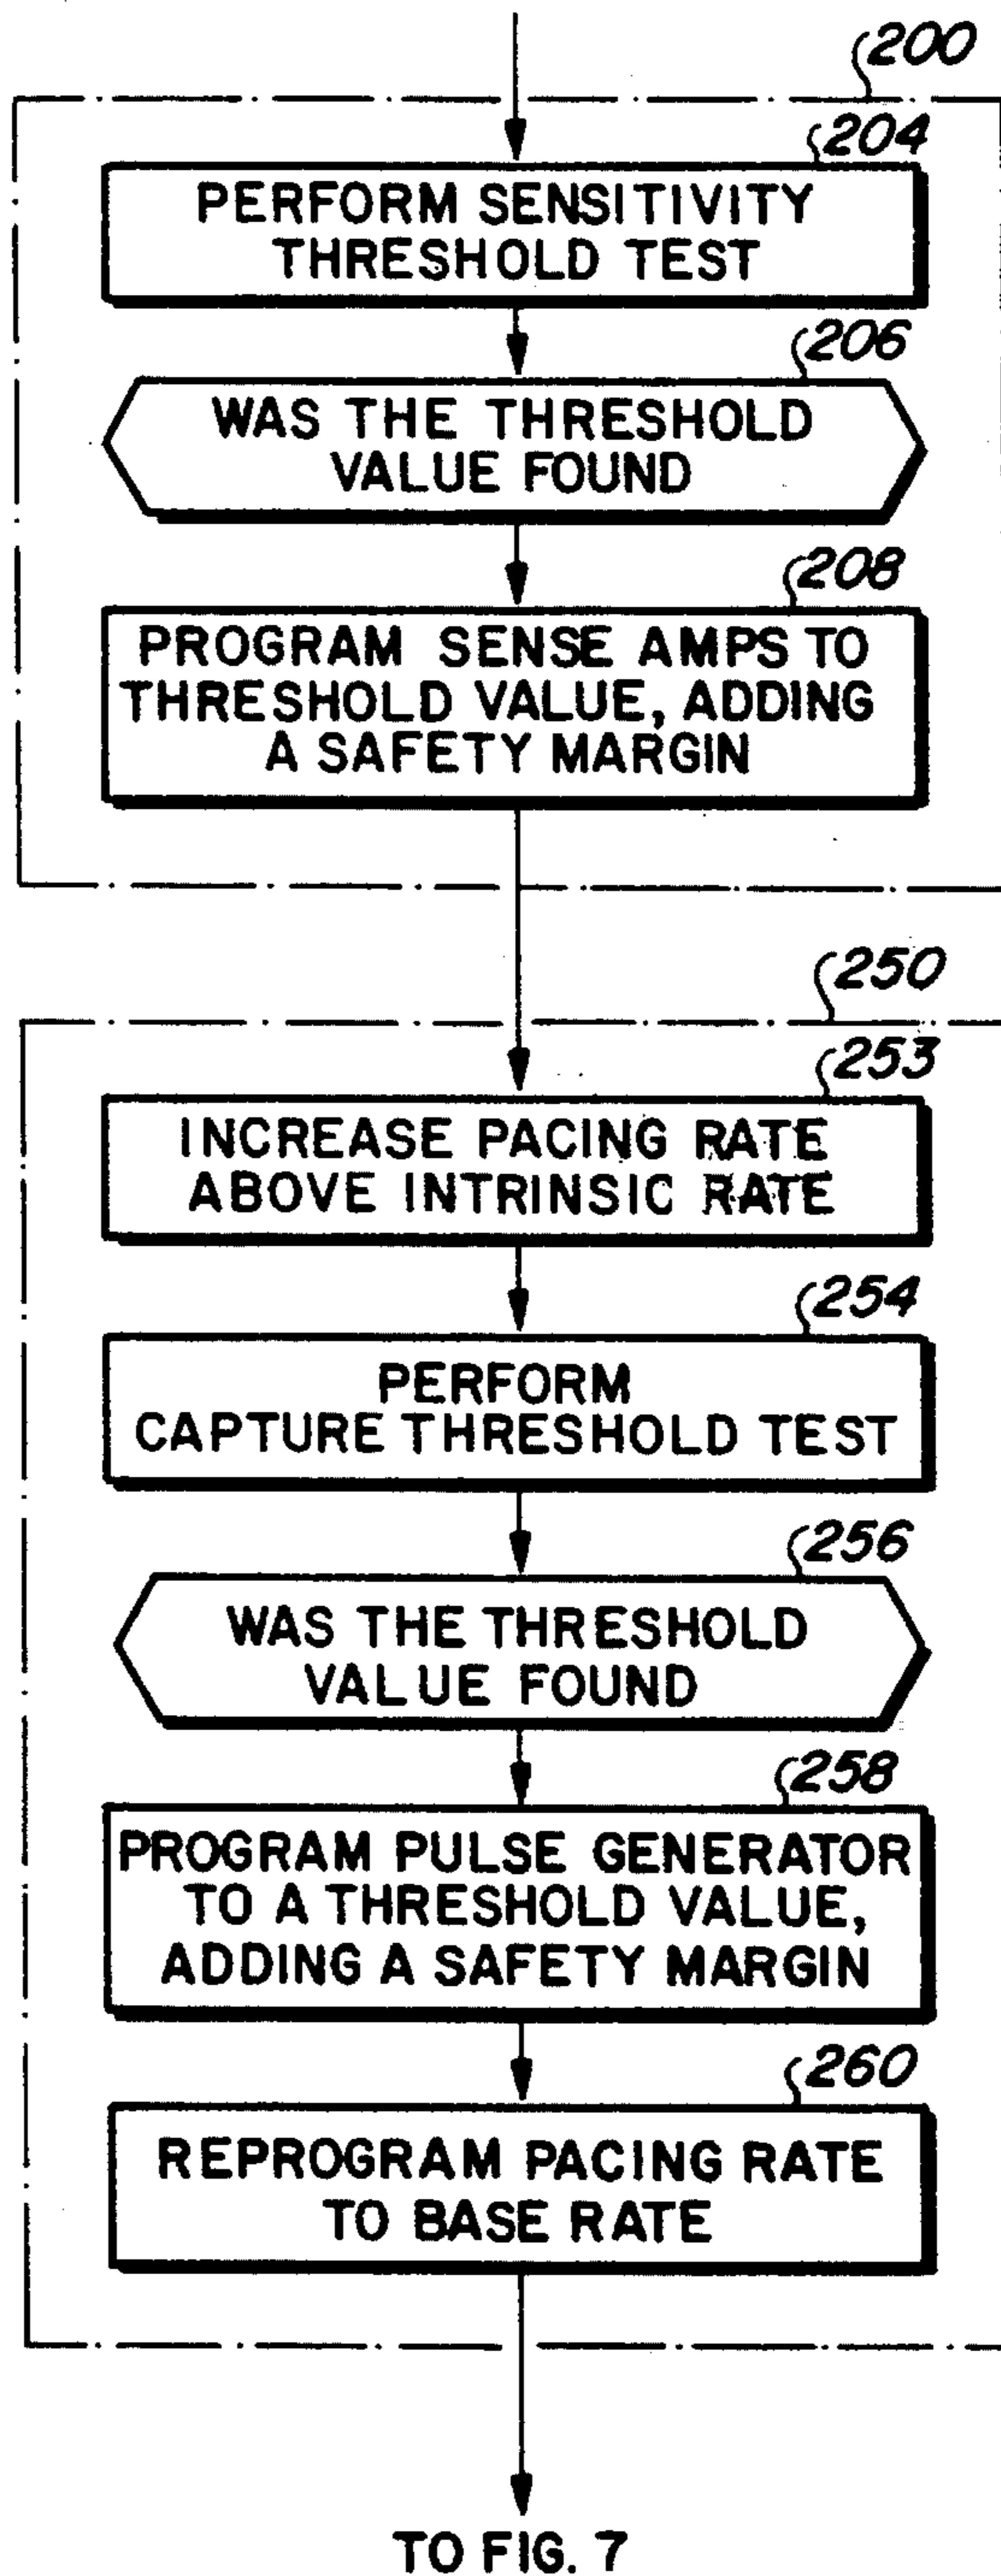 200
204
PERFORM SENSITIVITY
THRESHOLD TEST
206
WAS THE THRESHOLD
VALUE FOUND
208
PROGRAM SENSE AMPS TO
THRESHOLD VALUE, ADDING
A SAFETY MARGIN
250
253
INCREASE PACING RATE
ABOVE INTRINSIC RATE
254
PERFORM
CAPTURE THRESHOLD TEST
256
WAS THE THRESHOLD
VALUE FOUND
258
PROGRAM PULSE GENERATOR
TO A THRESHOLD VALUE,
ADDING A SAFETY MARGIN
260
REPROGRAM PACING RATE
TO BASE RATE
TO FIG. 7